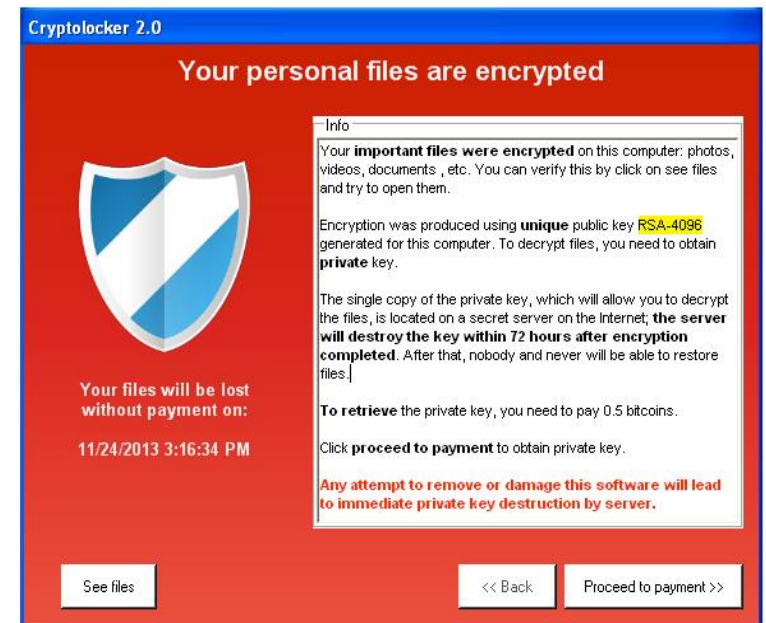 Cryptolocker 2.0
Your personal files are encrypted
Info
Your important files were encrypted on this computer: photos,
videos, documents , etc. You can verify this by click on see files
and try to open them.
Encryption was produced using unique public key RSA-4096
generated for this computer. To decrypt files, you need to obtain
private key.
The single copy of the private key, which will allow you to decrypt
the files, is located on a secret server on the Internet; the server
will destroy the key within 72 hours after encryption
completed. After that, nobody and never will be able to restore
files.
To retrieve the private key, you need to pay 0.5 bitcoins.
Click proceed to payment to obtain private key.
Any attempt to remove or damage this software will lead
to immediate private key destruction by server.
Your files will be lost
without payment on:
11/24/2013 3:16:34 PM
See files
<< Back
Proceed to payment >>